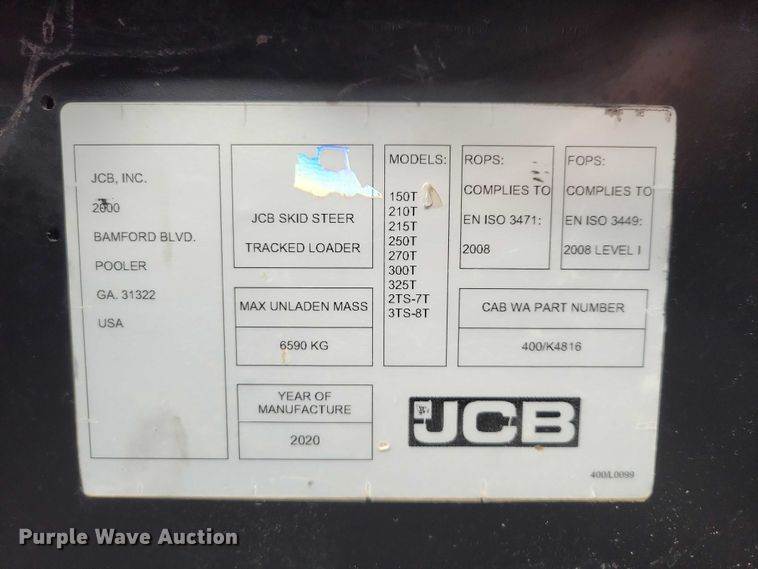 JCB, INC.
2000
BAMFORD BLVD.
POOLER
GA. 31322
USA
JCB SKID STEER
TRACKED LOADER
MAX UNLADEN MASS
6590 KG
YEAR OF
MANUFACTURE
2020
MODELS:
150T
210T
215T
250T
270T
300T
325T
2TS-7T
3TS-8T
ROPS:
COMPLIES TO
EN ISO 3471:
2008
FOPS:
COMPLIES TO
EN ISO 3449:
2008 LEVEL I
CAB WA PART NUMBER
400/K4816
JCB
400/L0099
Purple Wave Auction